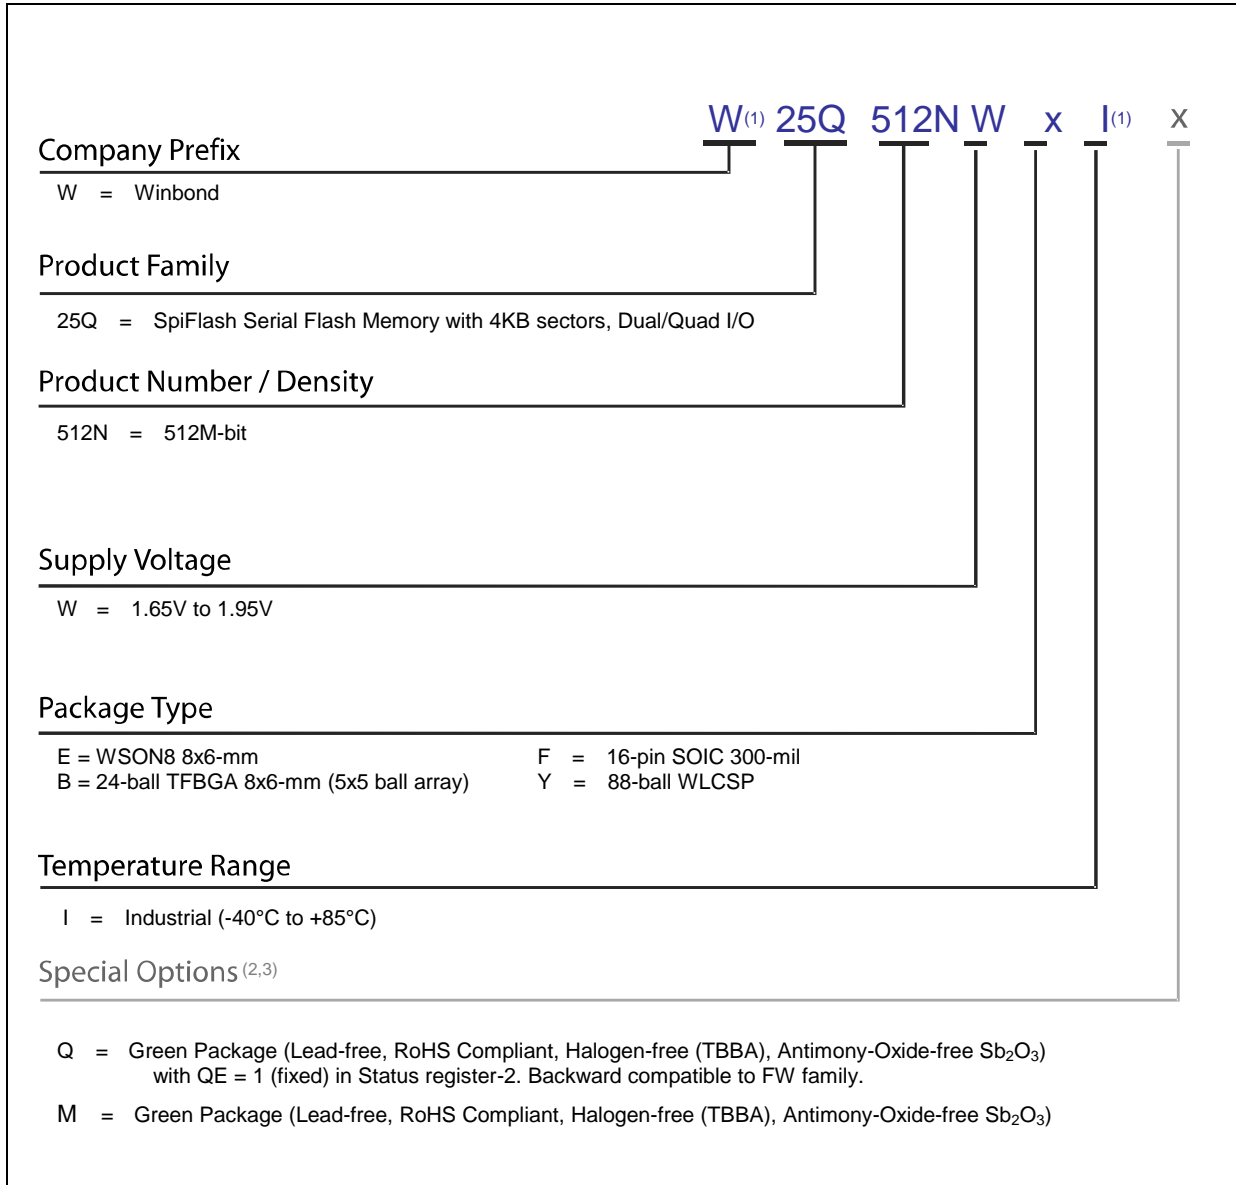 W(1) 25Q 512N W x I(1) x
Company Prefix
W = Winbond
Product Family
25Q = SpiFlash Serial Flash Memory with 4KB sectors, Dual/Quad I/O
Product Number / Density
512N = 512M-bit
Supply Voltage
W = 1.65V to 1.95V
Package Type
E = WSON8 8x6-mm F = 16-pin SOIC 300-mil
B = 24-ball TFBGA 8x6-mm (5x5 ball array) Y = 88-ball WLCSP
Temperature Range
I = Industrial (-40°C to +85°C)
Special Options (2,3)
Q = Green Package (Lead-free, RoHS Compliant, Halogen-free (TBBA), Antimony-Oxide-free Sb₂O₃)
with QE = 1 (fixed) in Status register-2. Backward compatible to FW family.
M = Green Package (Lead-free, RoHS Compliant, Halogen-free (TBBA), Antimony-Oxide-free Sb₂O₃)